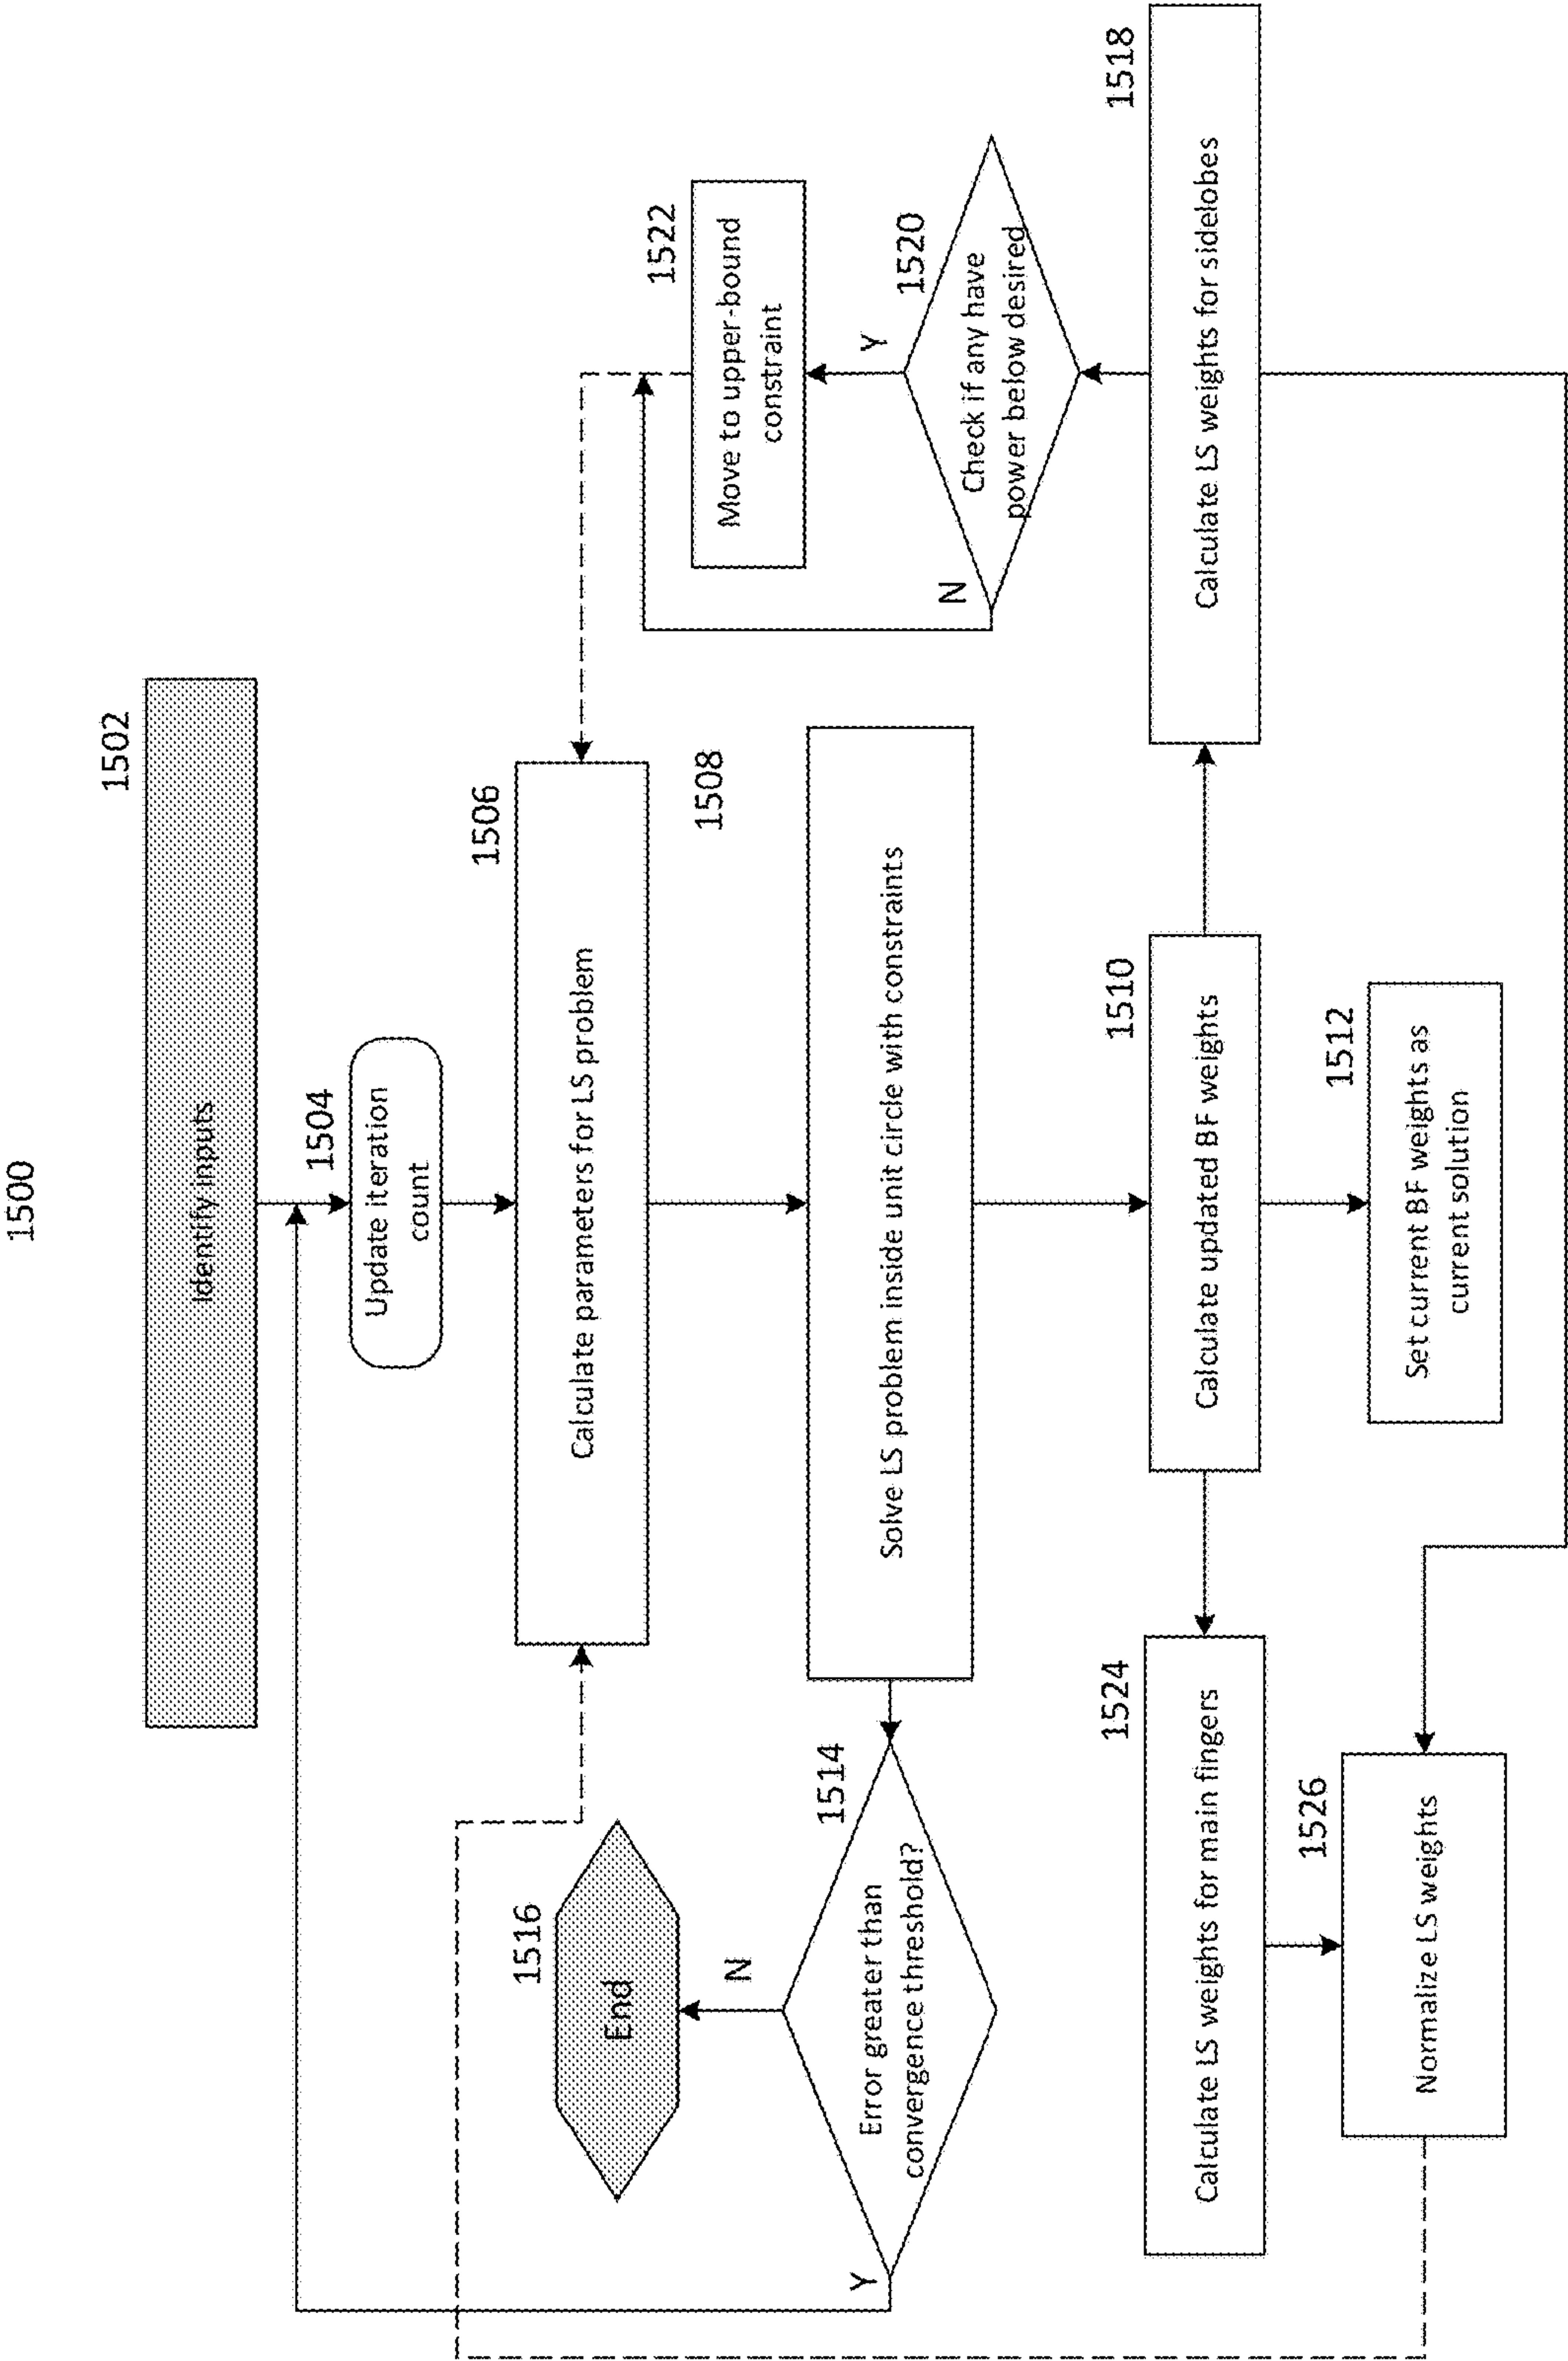 1500
1502
Identify inputs
1504
Update iteration
count
1506
Calculate parameters for LS problem
1508
Solve LS problem inside unit circle with constraints
1510
Calculate updated BF weights
1512
Set current BF weights as
current solution
1514
Error greater than
convergence threshold?
Y
N
1516
End
1518
Calculate LS weights for sidelobes
1520
Check if any have
power below desired
Y
N
1522
Move to upper-bound
constraint
1524
Calculate LS weights for main fingers
1526
Normalize LS weights